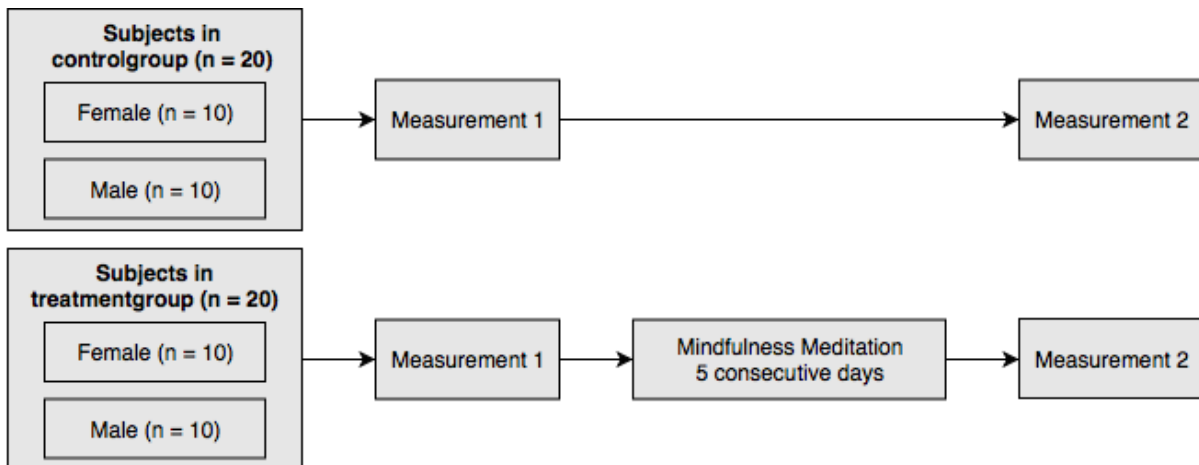 Subjects in
controlgroup (n = 20)
Female (n = 10)
Male (n = 10)
Measurement 1
Measurement 2
Subjects in
treatmentgroup (n = 20)
Female (n = 10)
Male (n = 10)
Measurement 1
Mindfulness Meditation
5 consecutive days
Measurement 2